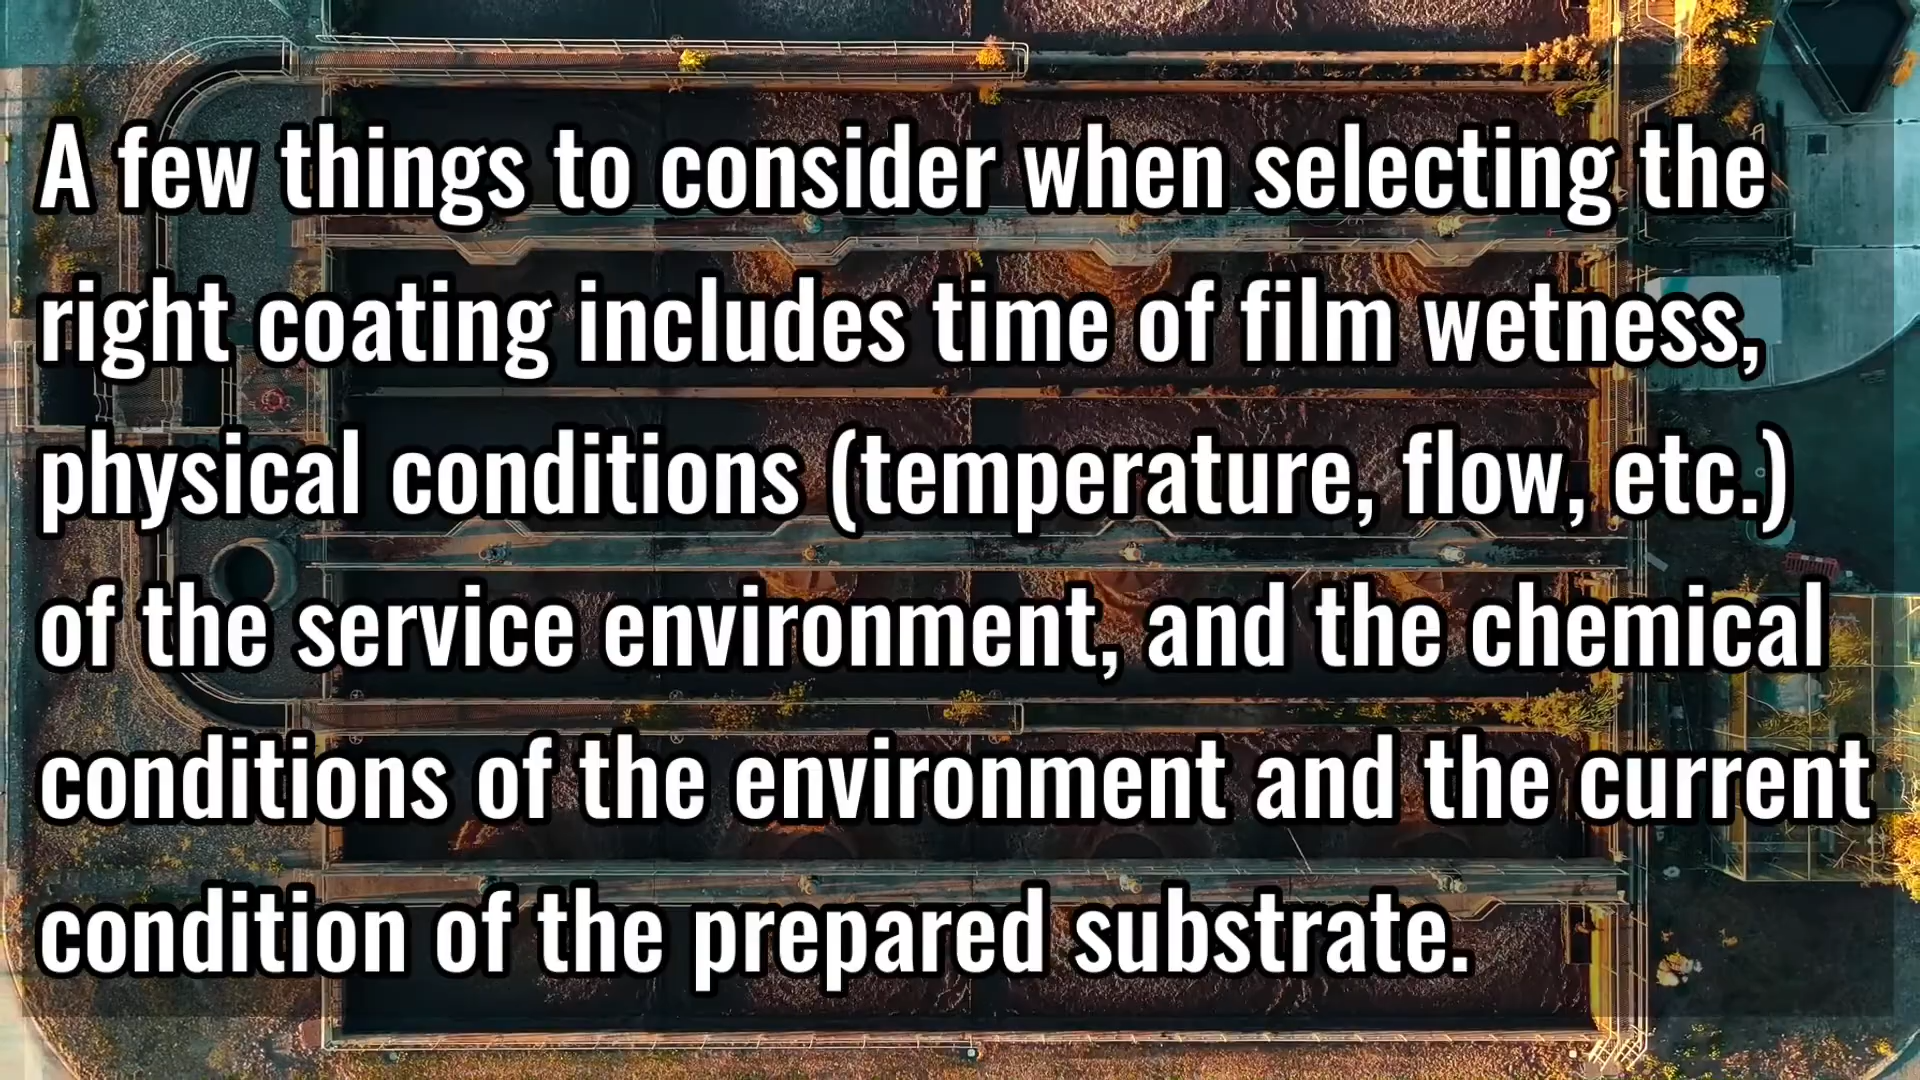 A few things to consider when selecting the
right coating includes time of film wetness,
physical conditions (temperature, flow, etc.)
of the service environment, and the chemical
conditions of the environment and the current
condition of the prepared substrate.